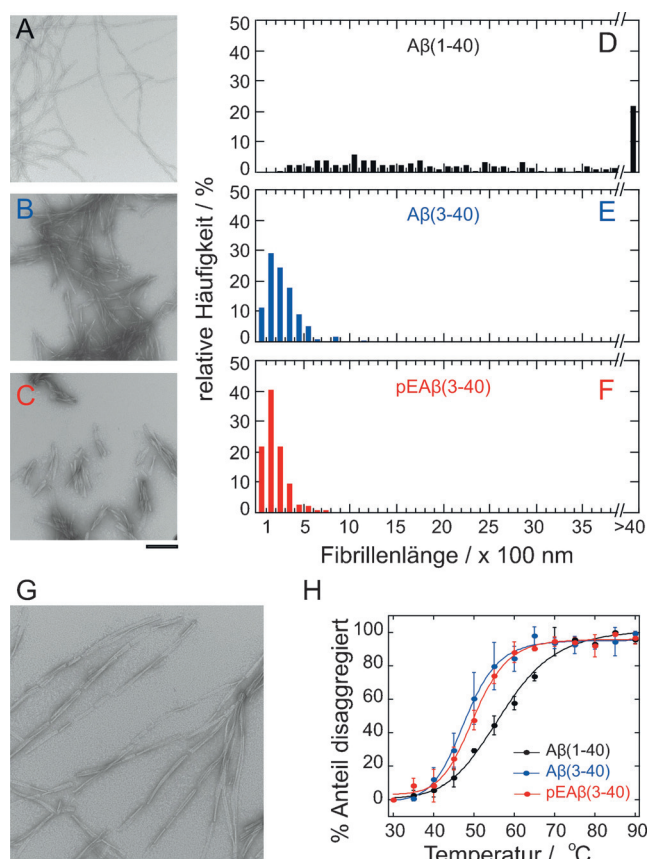 A
B
C
relative Häufigkeit / %
50
40
30
20
10
0
Aβ(1-40)
D
50
40
30
20
10
0
Aβ(3-40)
E
50
40
30
20
10
0
pEAβ(3-40)
F
1 5 10 15 20 25 30 35 >40
Fibrillenlänge / x 100 nm
G
H
% Anteil disaggregiert
100
80
60
40
20
0
Aβ(1-40)
Aβ(3-40)
pEAβ(3-40)
30 40 50 60 70 80 90
Temperatur / °C